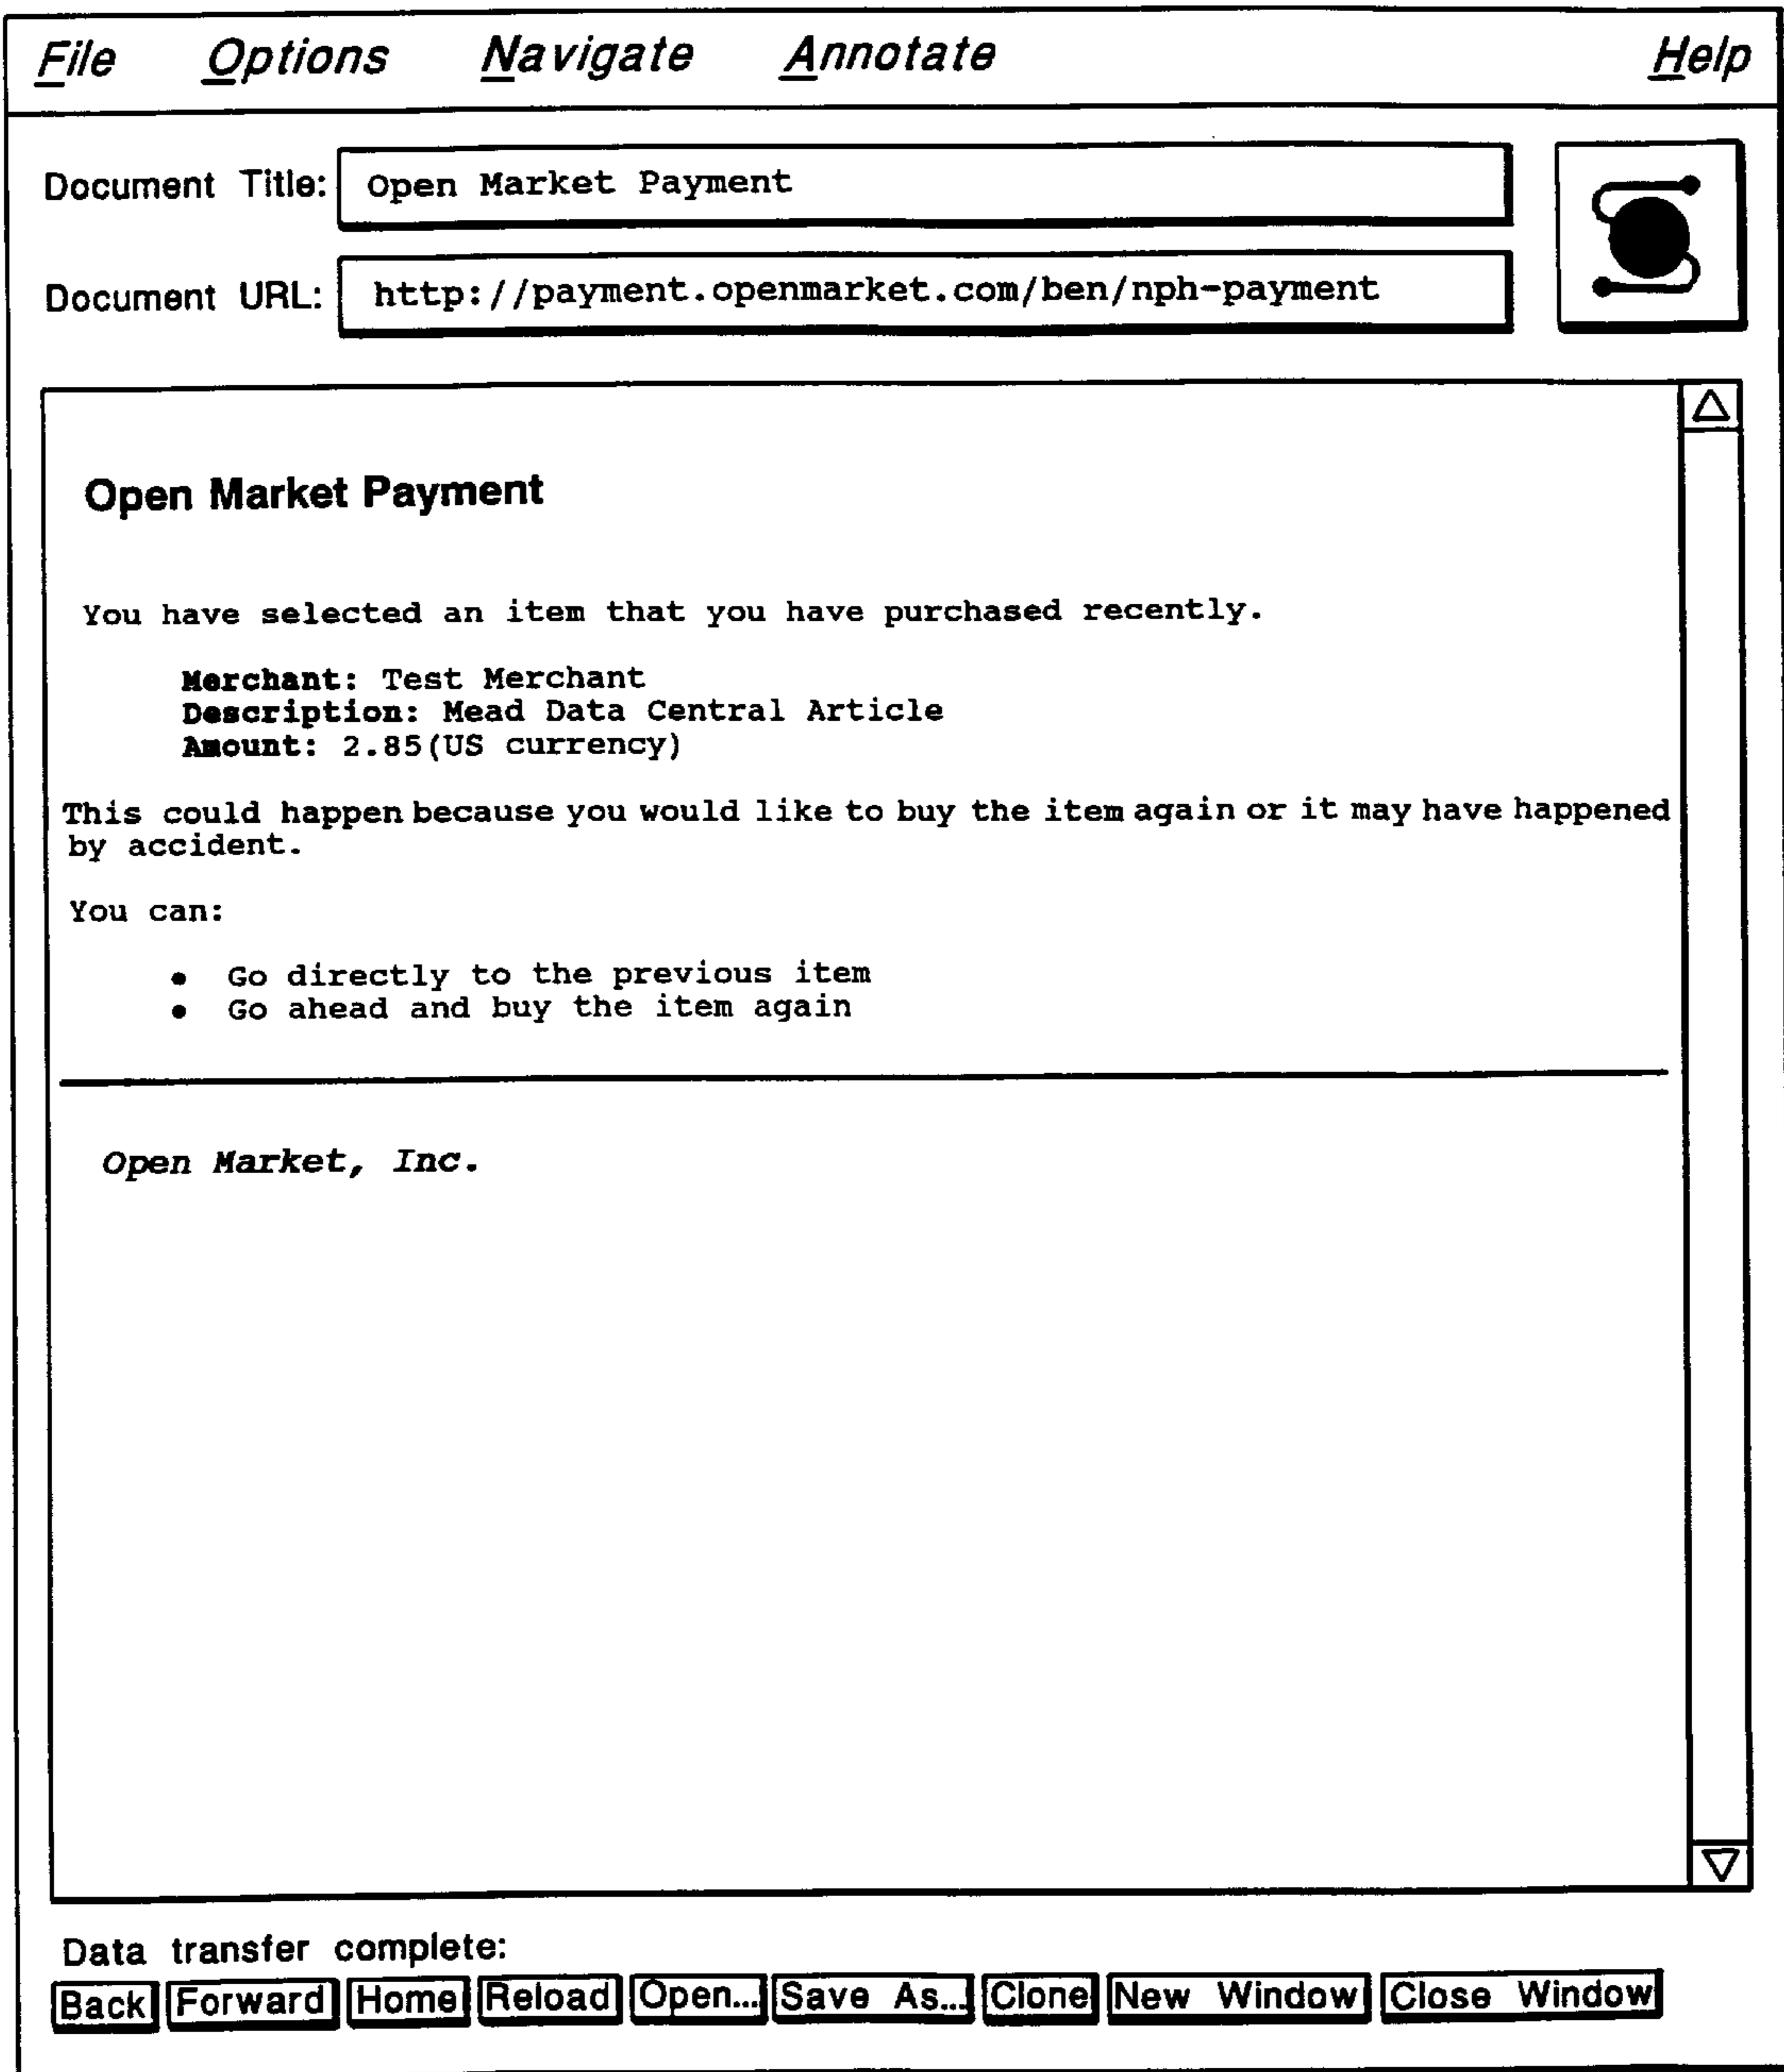 File Options Navigate Annotate Help
Document Title: Open Market Payment
Document URL: http://payment.openmarket.com/ben/nph-payment
Open Market Payment
You have selected an item that you have purchased recently.
Merchant: Test Merchant
Description: Mead Data Central Article
Amount: 2.85(US currency)
This could happen because you would like to buy the item again or it may have happened
by accident.
You can:
• Go directly to the previous item
• Go ahead and buy the item again
Open Market, Inc.
Data transfer complete:
Back Forward Home Reload Open... Save As... Clone New Window Close Window